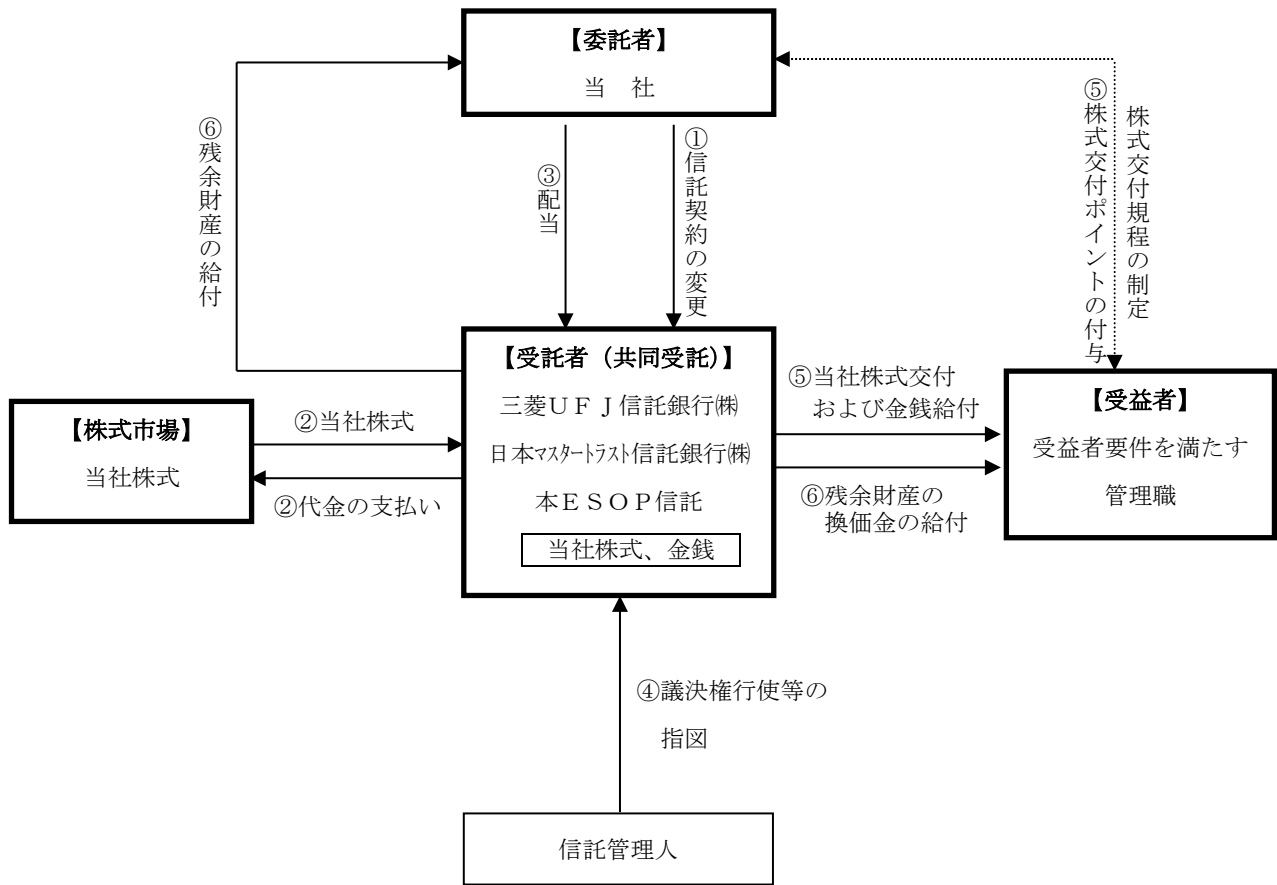 【委託者】
当　社
⑥残余財産の給付
③配当
①信託契約の変更
⑤株式交付ポイントの付与
株式交付規程の制定
【受託者（共同受託）】
三菱ＵＦＪ信託銀行㈱
日本ﾏｽﾀｰﾄﾗｽﾄ信託銀行㈱
本ＥＳＯＰ信託
当社株式、金銭
【株式市場】
当社株式
②当社株式
②代金の支払い
⑤当社株式交付
および金銭給付
⑥残余財産の
換価金の給付
【受益者】
受益者要件を満たす
管理職
④議決権行使等の
指図
信託管理人